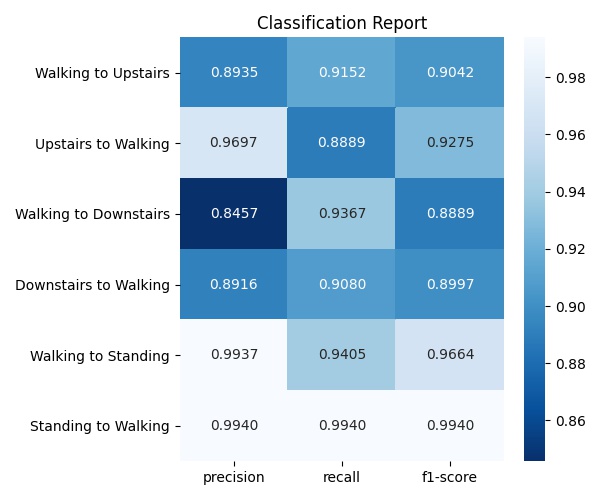 Classification Report
Walking to Upstairs 0.8935 0.9152 0.9042
Upstairs to Walking 0.9697 0.8889 0.9275
Walking to Downstairs 0.8457 0.9367 0.8889
Downstairs to Walking 0.8916 0.9080 0.8997
Walking to Standing 0.9937 0.9405 0.9664
Standing to Walking 0.9940 0.9940 0.9940
precision recall f1-score
0.98
0.96
0.94
0.92
0.90
0.88
0.86